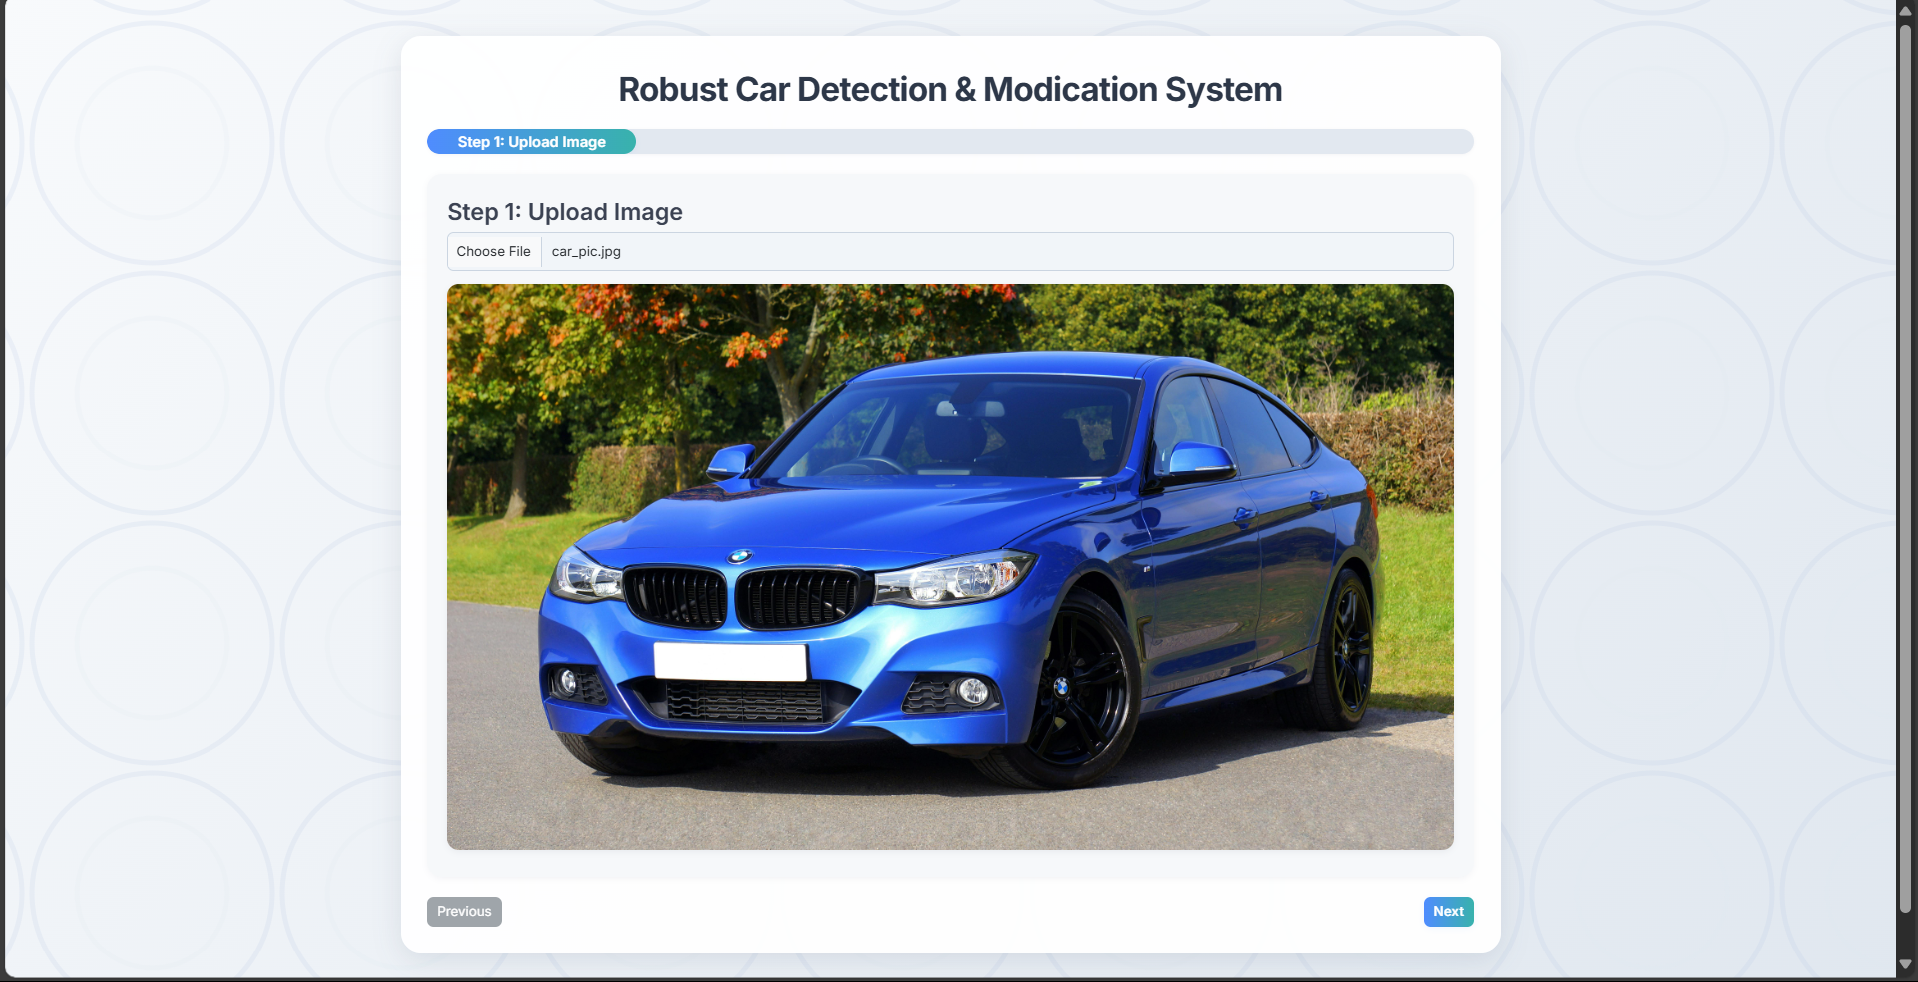 Robust Car Detection & Modication System
Step 1: Upload Image
Step 1: Upload Image
Choose File car_pic.jpg
Previous
Next